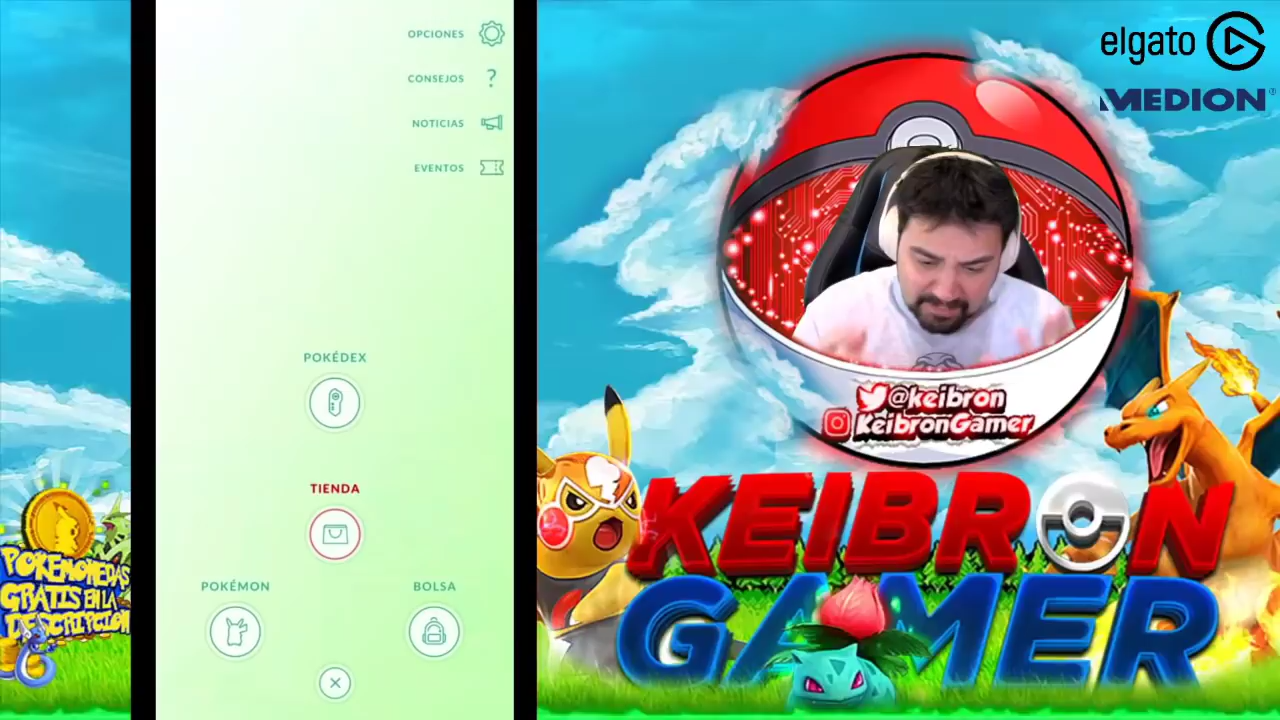 OPCIONES
CONSEJOS
?
NOTICIAS
EVENTOS
POKÉDEX
TIENDA
POKÉMON
BOLSA
POKEMONEDAS
GRATIS EN LA
DESCRIPCION
elgato
MEDION®
@keibron
KeibronGamer
KEIBRON
GAMER